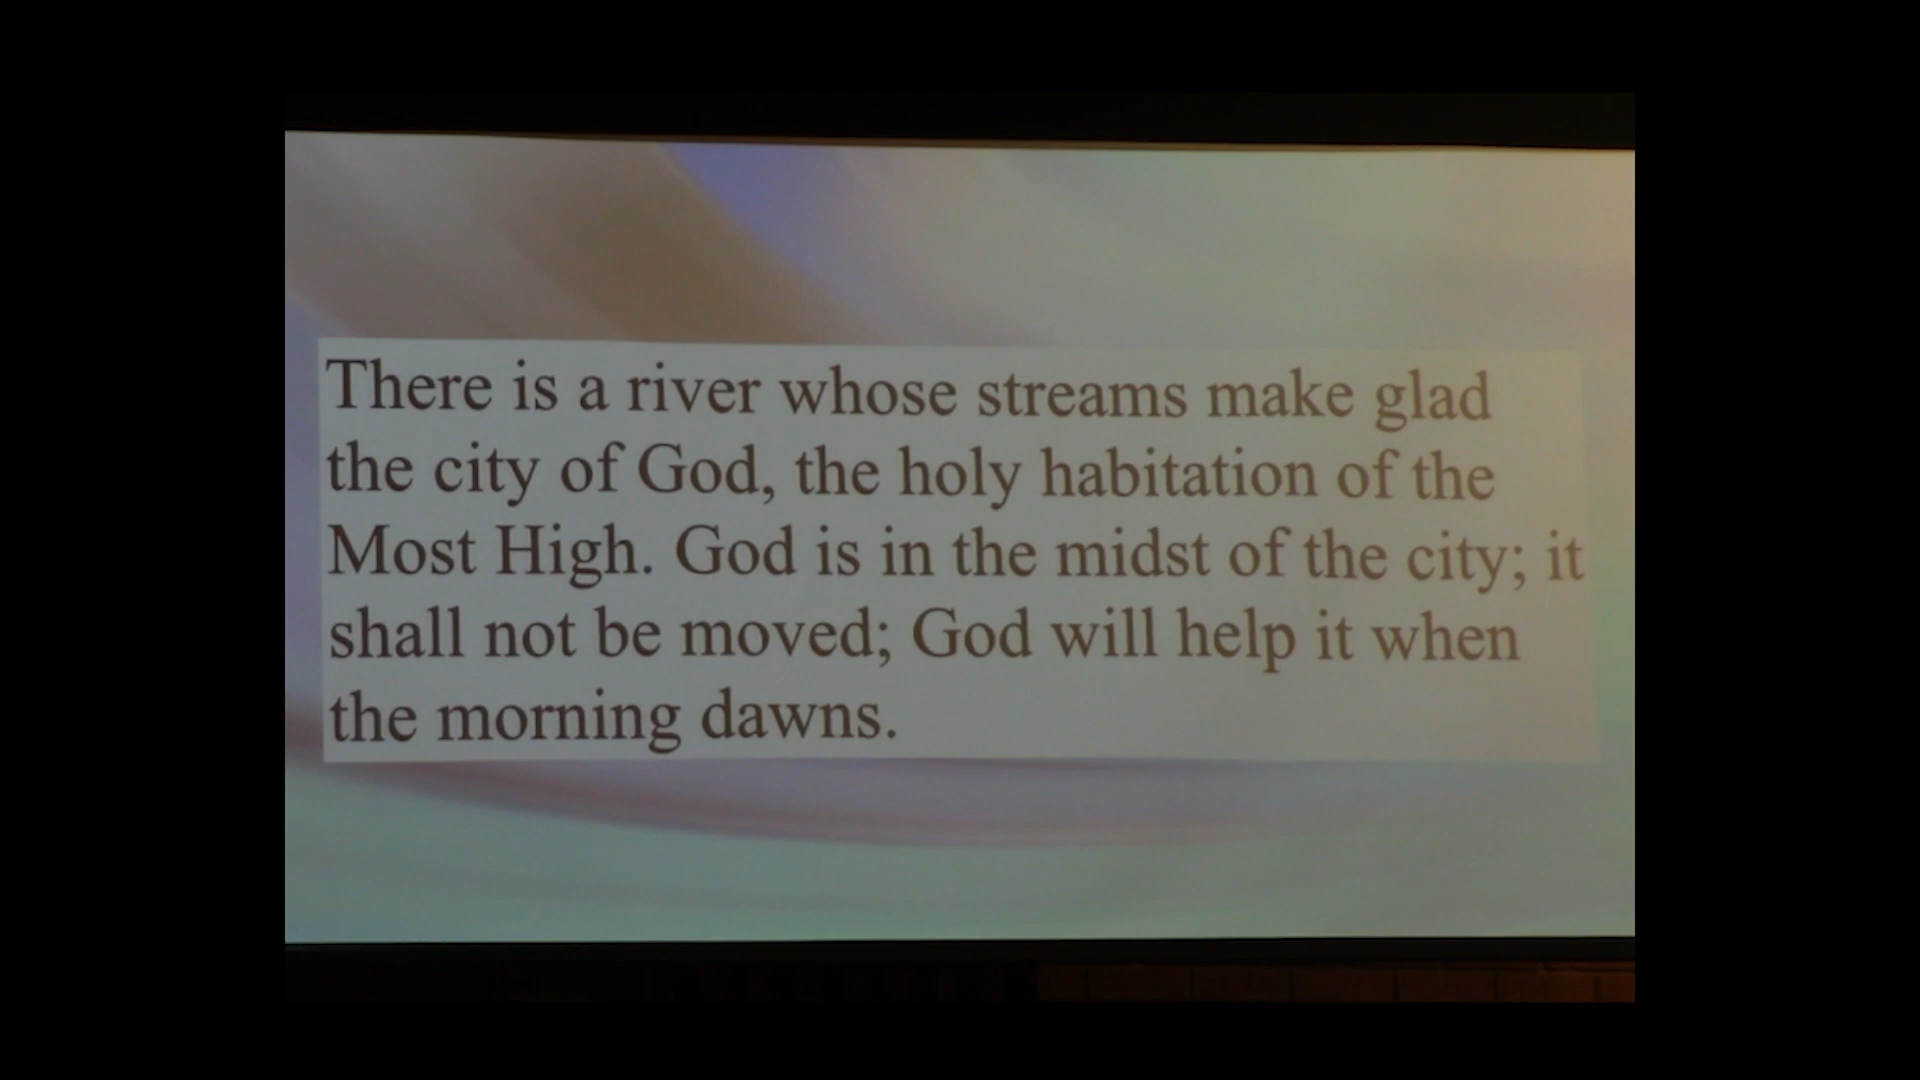 There is a river whose streams make glad
the city of God, the holy habitation of the
Most High. God is in the midst of the city; it
shall not be moved; God will help it when
the morning dawns.